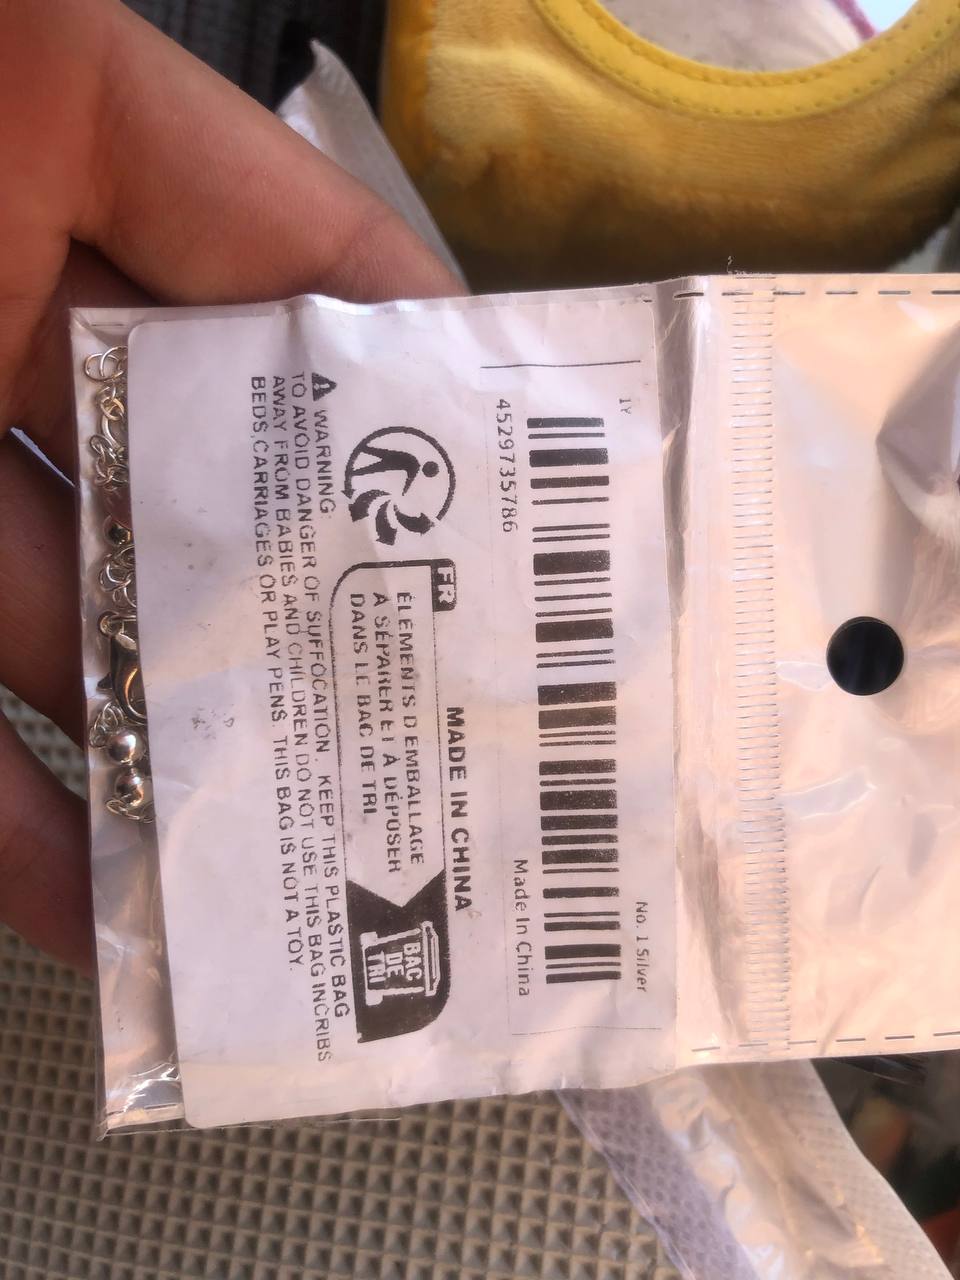 1Y
No. 1 Silver
4529735786
Made In China
MADE IN CHINA
FR
ÉLÉMENTS D'EMBALLAGE
À SÉPARER ET À DÉPOSER
DANS LE BAC DE TRI
BAC
DE
TRI
WARNING:
TO AVOID DANGER OF SUFFOCATION. KEEP THIS PLASTIC BAG
AWAY FROM BABIES AND CHILDREN DO NOT USE THIS BAG INCRIBS
BEDS,CARRIAGES OR PLAY PENS. THIS BAG IS NOT A TOY.